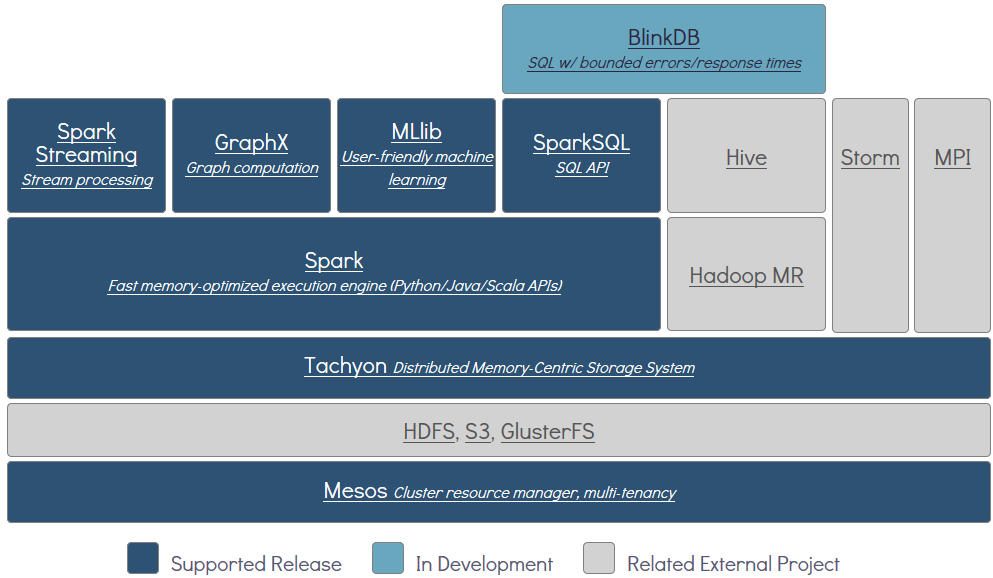 BlinkDB
SQL w/ bounded errors/response times
Spark
Streaming
Stream processing
GraphX
Graph computation
MLlib
User-friendly machine
learning
SparkSQL
SQL API
Hive
Storm
MPI
Spark
Fast memory-optimized execution engine (Python/Java/Scala APIs)
Hadoop MR
Tachyon Distributed Memory-Centric Storage System
HDFS, S3, GlusterFS
Mesos Cluster resource manager, multi-tenancy
Supported Release
In Development
Related External Project